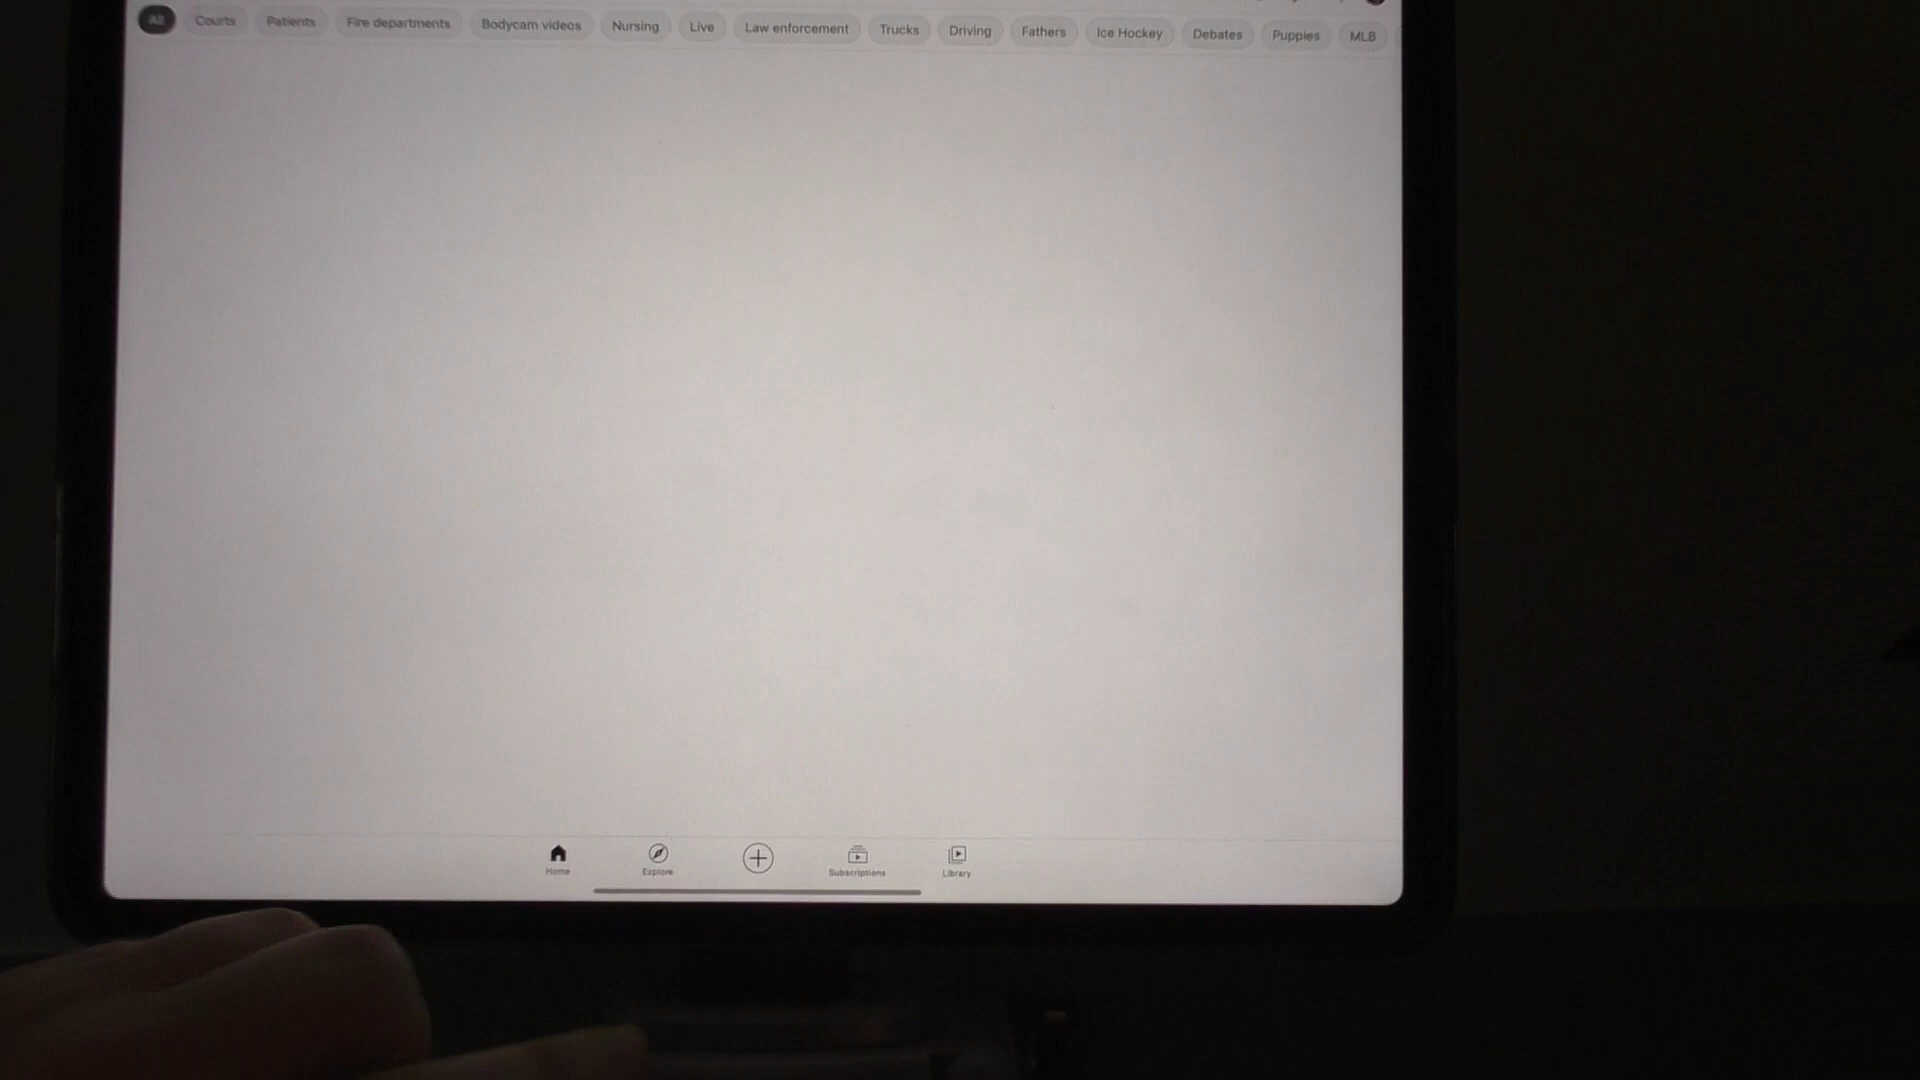 All Courts Patients Fire departments Bodycam videos Nursing Live Law enforcement Trucks Driving Fathers Ice Hockey Debates Puppies MLB
Home Explore Subscriptions Library